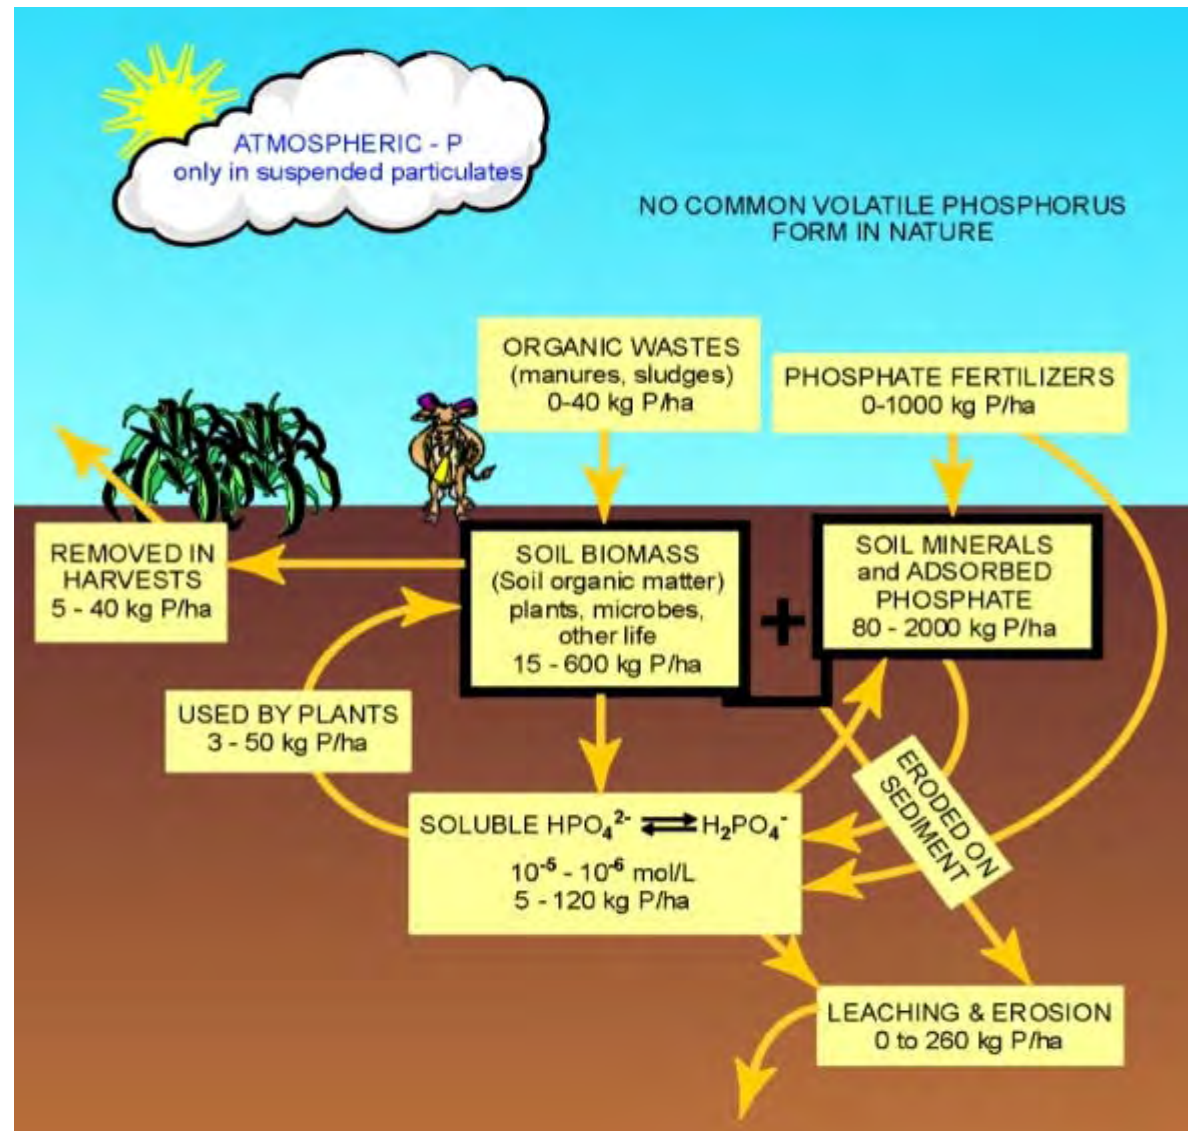 ATMOSPHERIC - P
only in suspended particulates
NO COMMON VOLATILE PHOSPHORUS
FORM IN NATURE
ORGANIC WASTES
(manures, sludges)
0-40 kg P/ha
PHOSPHATE FERTILIZERS
0-1000 kg P/ha
REMOVED IN
HARVESTS
5 - 40 kg P/ha
SOIL BIOMASS
(Soil organic matter)
plants, microbes,
other life
15 - 600 kg P/ha
+
SOIL MINERALS
and ADSORBED
PHOSPHATE
80 - 2000 kg P/ha
USED BY PLANTS
3 - 50 kg P/ha
ERODED ON
SEDIMENT
SOLUBLE HPO₄²⁻ ⇌ H₂PO₄⁻
10⁻⁵ - 10⁻⁶ mol/L
5 - 120 kg P/ha
LEACHING & EROSION
0 to 260 kg P/ha